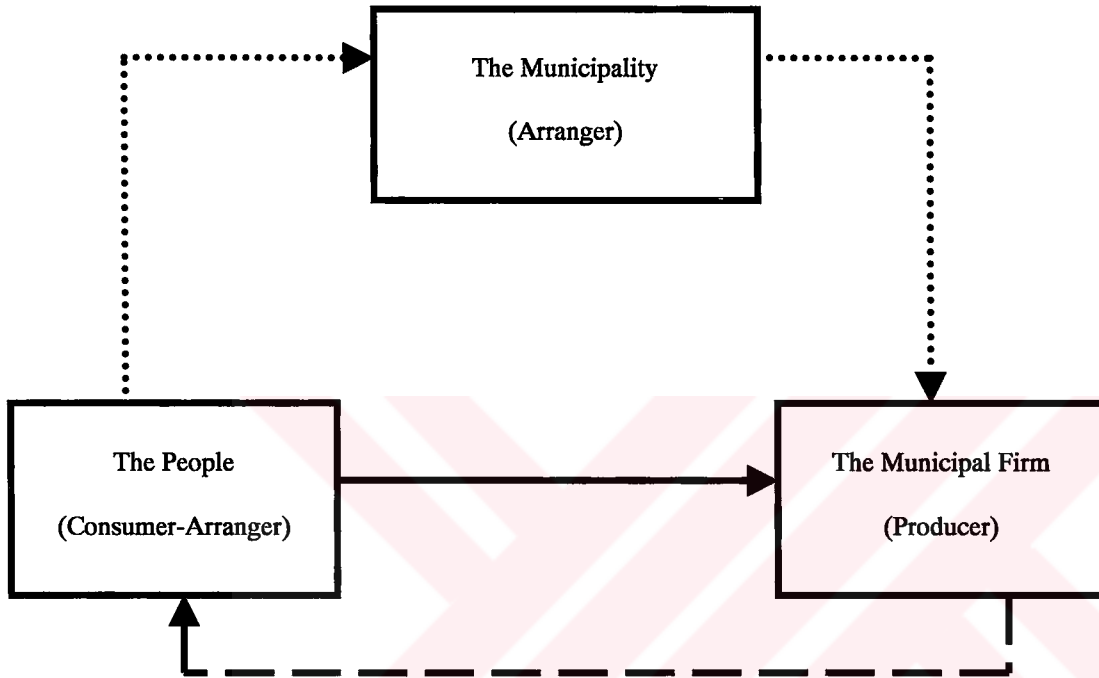 The Municipality
(Arranger)
The People
(Consumer-Arranger)
The Municipal Firm
(Producer)